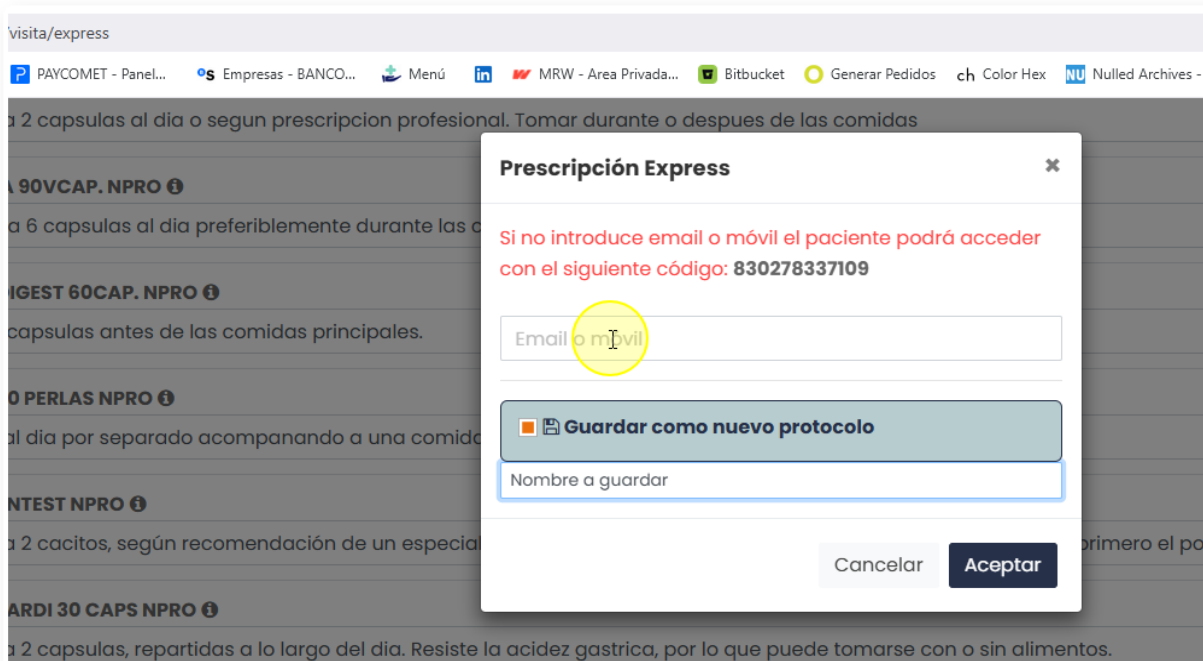 /visita/express
PAYCOMET - Panel... Empresas - BANCO... Menú MRW - Area Privada... Bitbucket Generar Pedidos ch Color Hex NU Nulled Archives -
a 2 capsulas al dia o segun prescripcion profesional. Tomar durante o despues de las comidas
Prescripción Express
A 90VCAP. NPRO
a 6 capsulas al dia preferiblemente durante las c
Si no introduce email o móvil el paciente podrá acceder
con el siguiente código: 830278337109
IGEST 60CAP. NPRO
capsulas antes de las comidas principales.
Email o móvil
0 PERLAS NPRO
al dia por separado acompanando a una comida
Guardar como nuevo protocolo
Nombre a guardar
NTEST NPRO
a 2 cacitos, según recomendación de un especial
primero el po
Cancelar
Aceptar
ARDI 30 CAPS NPRO
a 2 capsulas, repartidas a lo largo del dia. Resiste la acidez gastrica, por lo que puede tomarse con o sin alimentos.